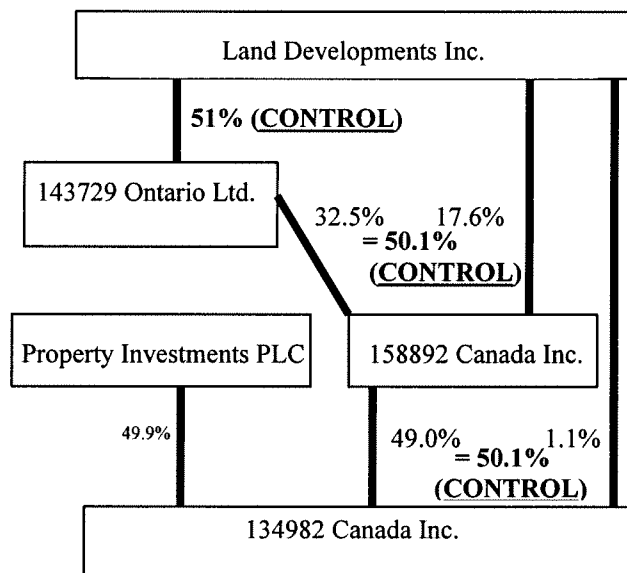 Land Developments Inc.
51% (CONTROL)
143729 Ontario Ltd.
32.5% 17.6%
= 50.1%
(CONTROL)
Property Investments PLC
158892 Canada Inc.
49.9%
49.0% 1.1%
= 50.1%
(CONTROL)
134982 Canada Inc.